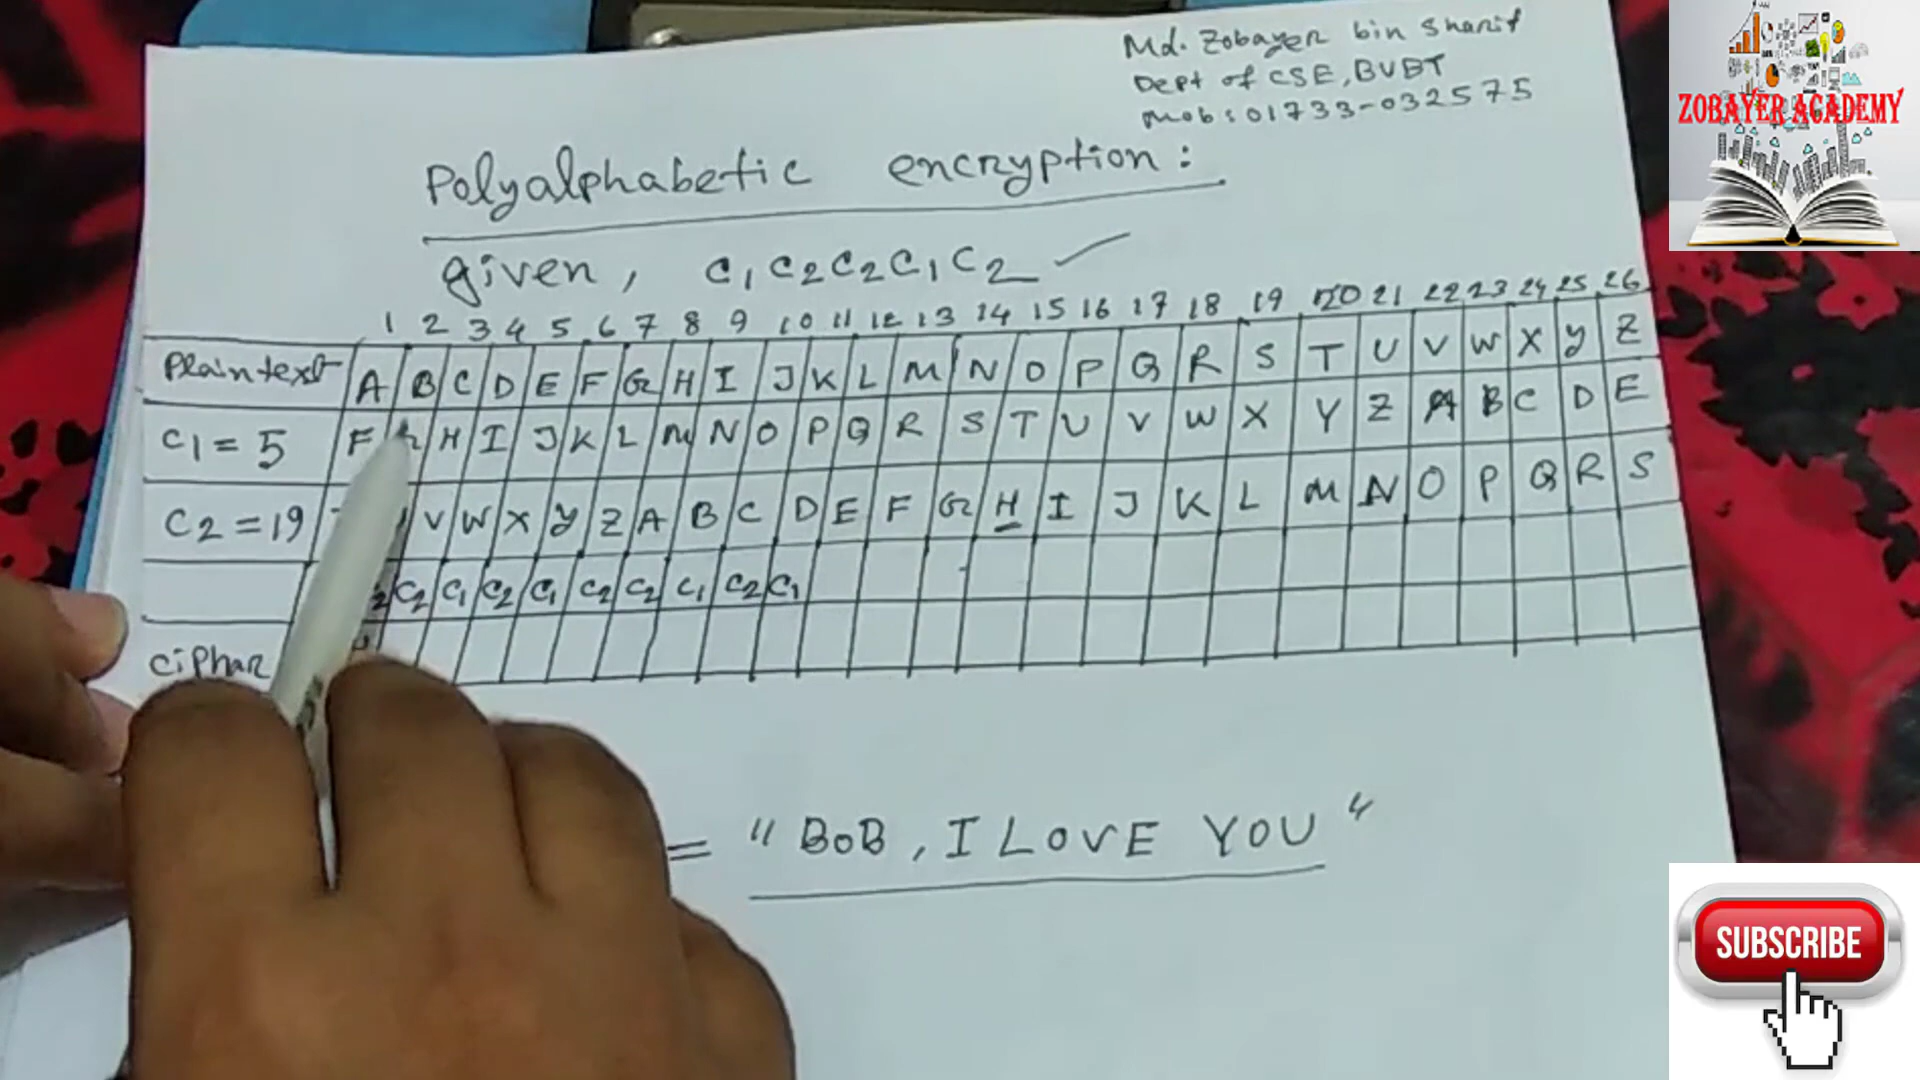 Md. Zobayer bin Sharif
Dept of CSE, BUBT
Mob: 01733-032575
ZOBAYER ACADEMY
Polyalphabetic encryption:
given, C1C2C2C1C2 ✓
1 2 3 4 5 6 7 8 9 10 11 12 13 14 15 16 17 18 19 20 21 22 23 24 25 26
Plaintext A B C D E F G H I J K L M N O P Q R S T U V W X Y Z
C1 = 5 F H I J K L M N O P Q R S T U V W X Y Z A B C D E
C2 = 19 V W X Y Z A B C D E F G H I J K L M N O P Q R S
C2 C1 C2 C1 C2 C2 C1 C2 C1
Ciphar
= "BOB, I LOVE YOU"
SUBSCRIBE